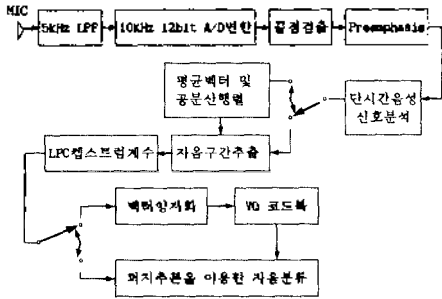 MIC
5kHz LPF
10KHz 12bit A/D변환
끝점검출
Preemphasis
평균벡터 및
공분산행렬
단시간음성
신호분석
LPC켑스트럼계수
자음구간추출
벡터양자화
VQ 코드북
퍼지추론을 이용한 자음분류